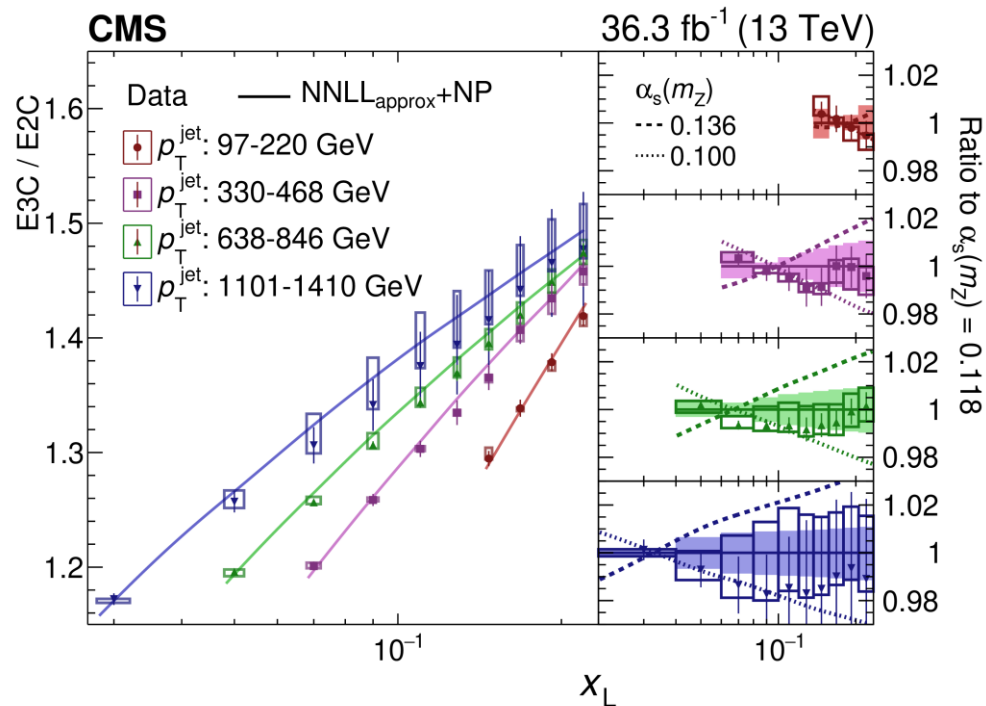 CMS
36.3 fb⁻¹ (13 TeV)
E3C / E2C
1.6
1.5
1.4
1.3
1.2
Data
NNLL_approx+NP
p_T^jet: 97-220 GeV
p_T^jet: 330-468 GeV
p_T^jet: 638-846 GeV
p_T^jet: 1101-1410 GeV
10⁻¹
α_s(m_Z)
0.136
0.100
1.02
1
0.98
1.02
1
0.98
1.02
1
0.98
1.02
1
0.98
10⁻¹
Ratio to α_s(m_Z) = 0.118
x_L